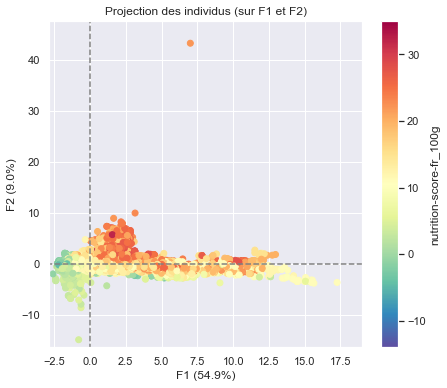 Projection des individus (sur F1 et F2)
F2 (9.0%)
40
30
20
10
0
−10
−2.5 0.0 2.5 5.0 7.5 10.0 12.5 15.0 17.5
F1 (54.9%)
30
20
10
0
−10
nutrition-score-fr_100g